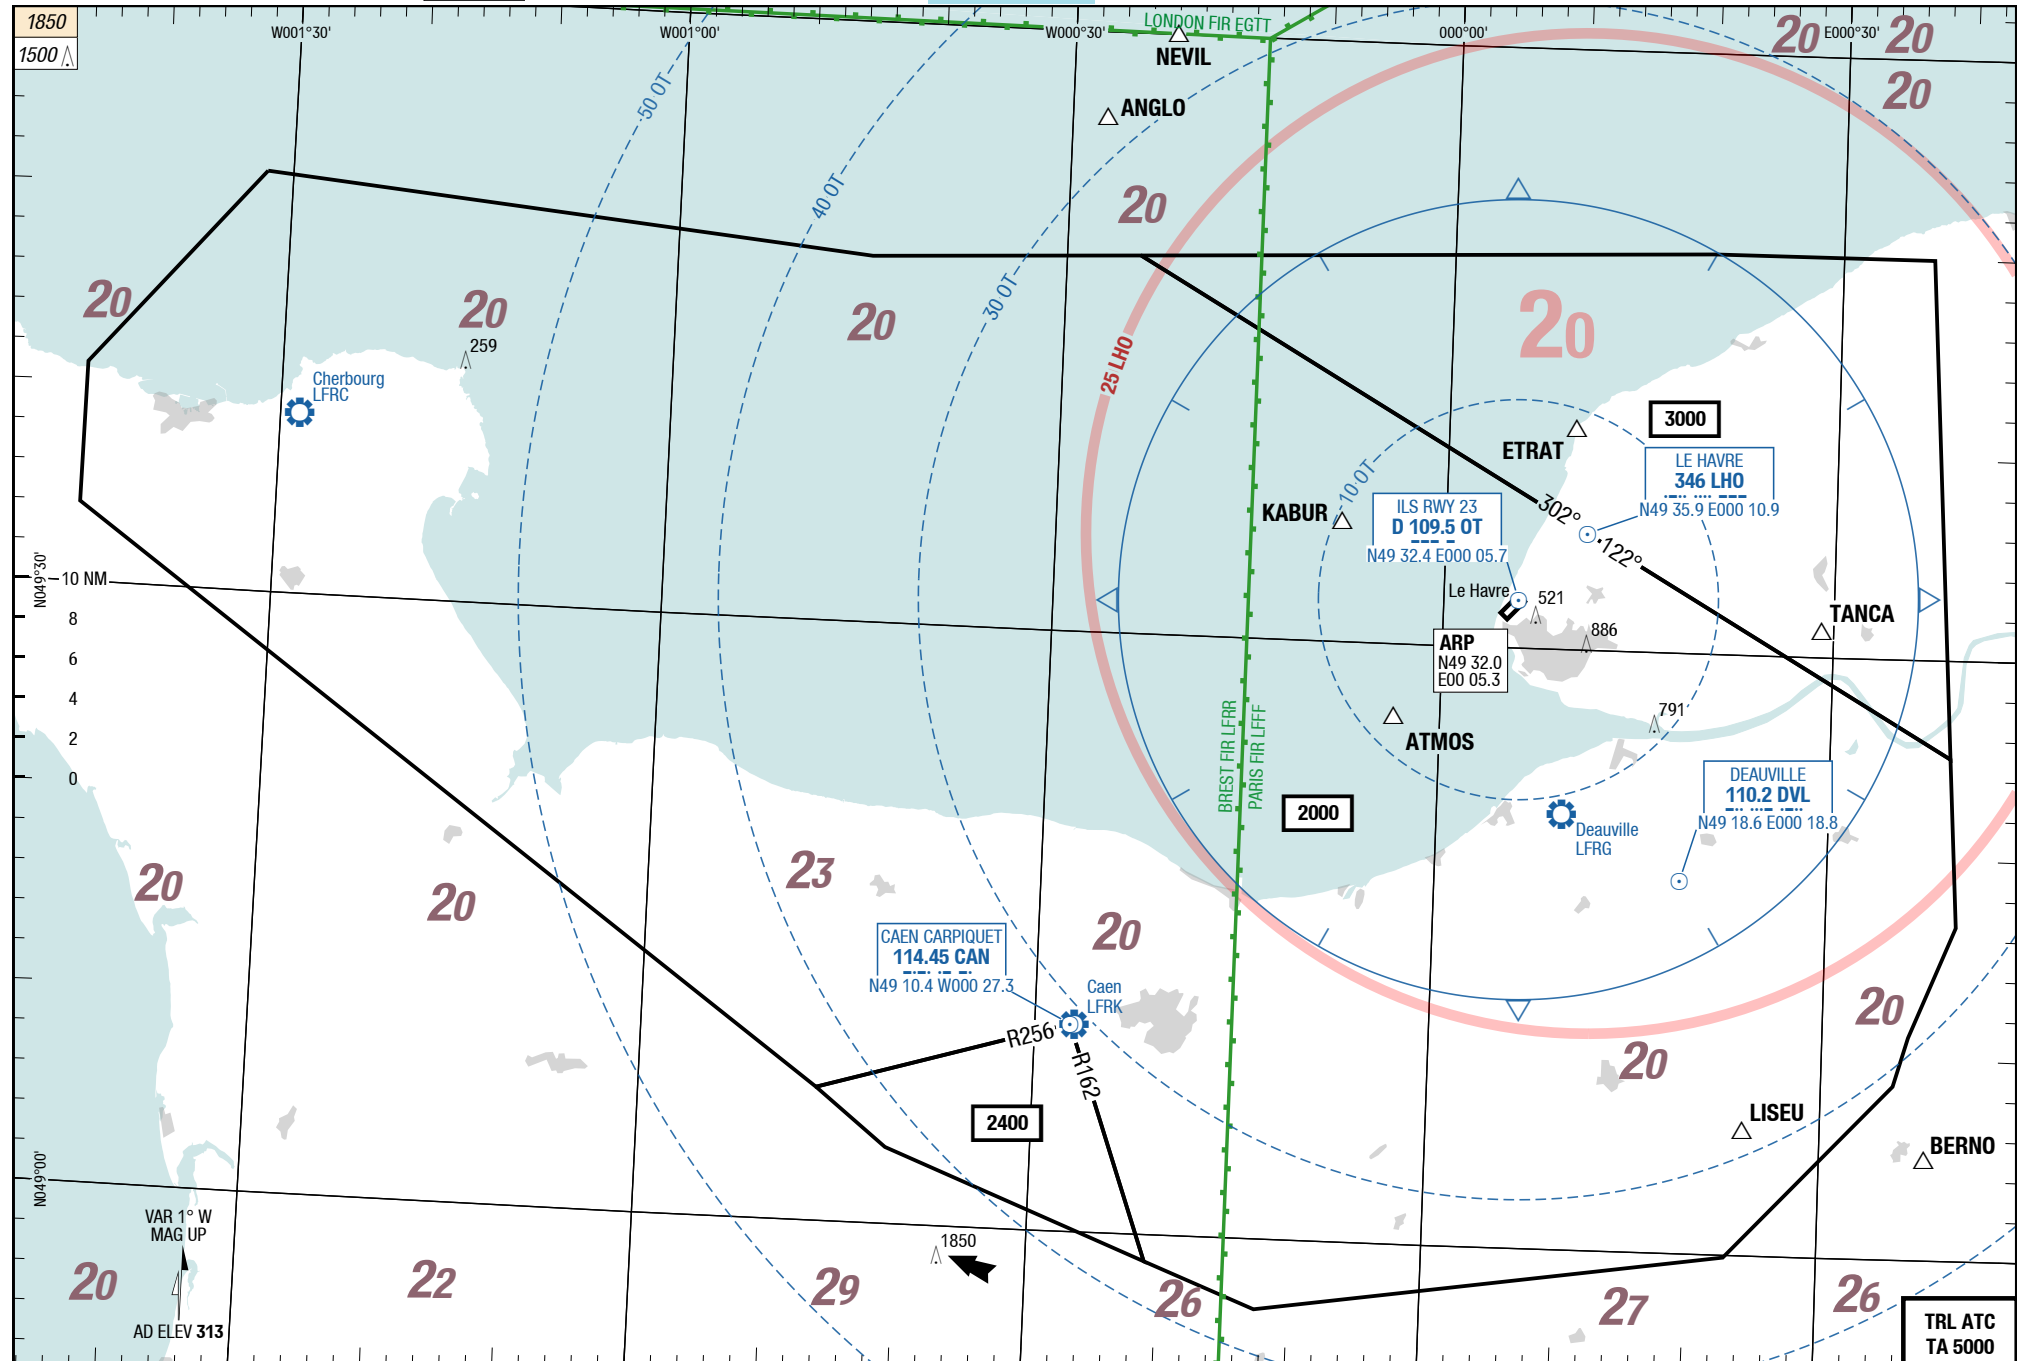 1850
1500
W001°30'
W001°00'
W000°30'
LONDON FIR EGTT
000°00'
E000°30'
20
20
20
NEVIL
ANGLO
50 OT
40 OT
30 OT
20
20
20
20
20
259
25 LHO
Cherbourg
LFRC
3000
ETRAT
10 OT
KABUR
LE HAVRE
346 LHO
N49 35.9 E000 10.9
ILS RWY 23
D 109.5 OT
N49 32.4 E000 05.7
302°
122°
N049°30'
10 NM
8
6
4
2
0
Le Havre
521
886
ARP
N49 32.0
E00 05.3
TANCA
791
ATMOS
BREST FIR LFRR
PARIS FIR LFFF
DEAUVILLE
110.2 DVL
N49 18.6 E000 18.8
2000
Deauville
LFRG
20
20
23
20
CAEN CARPIQUET
114.45 CAN
N49 10.4 W000 27.3
Caen
LFRK
R256
R162
20
20
2400
LISEU
BERNO
N049°00'
VAR 1° W
MAG UP
1850
20
22
29
26
27
26
AD ELEV 313
TRL ATC
TA 5000